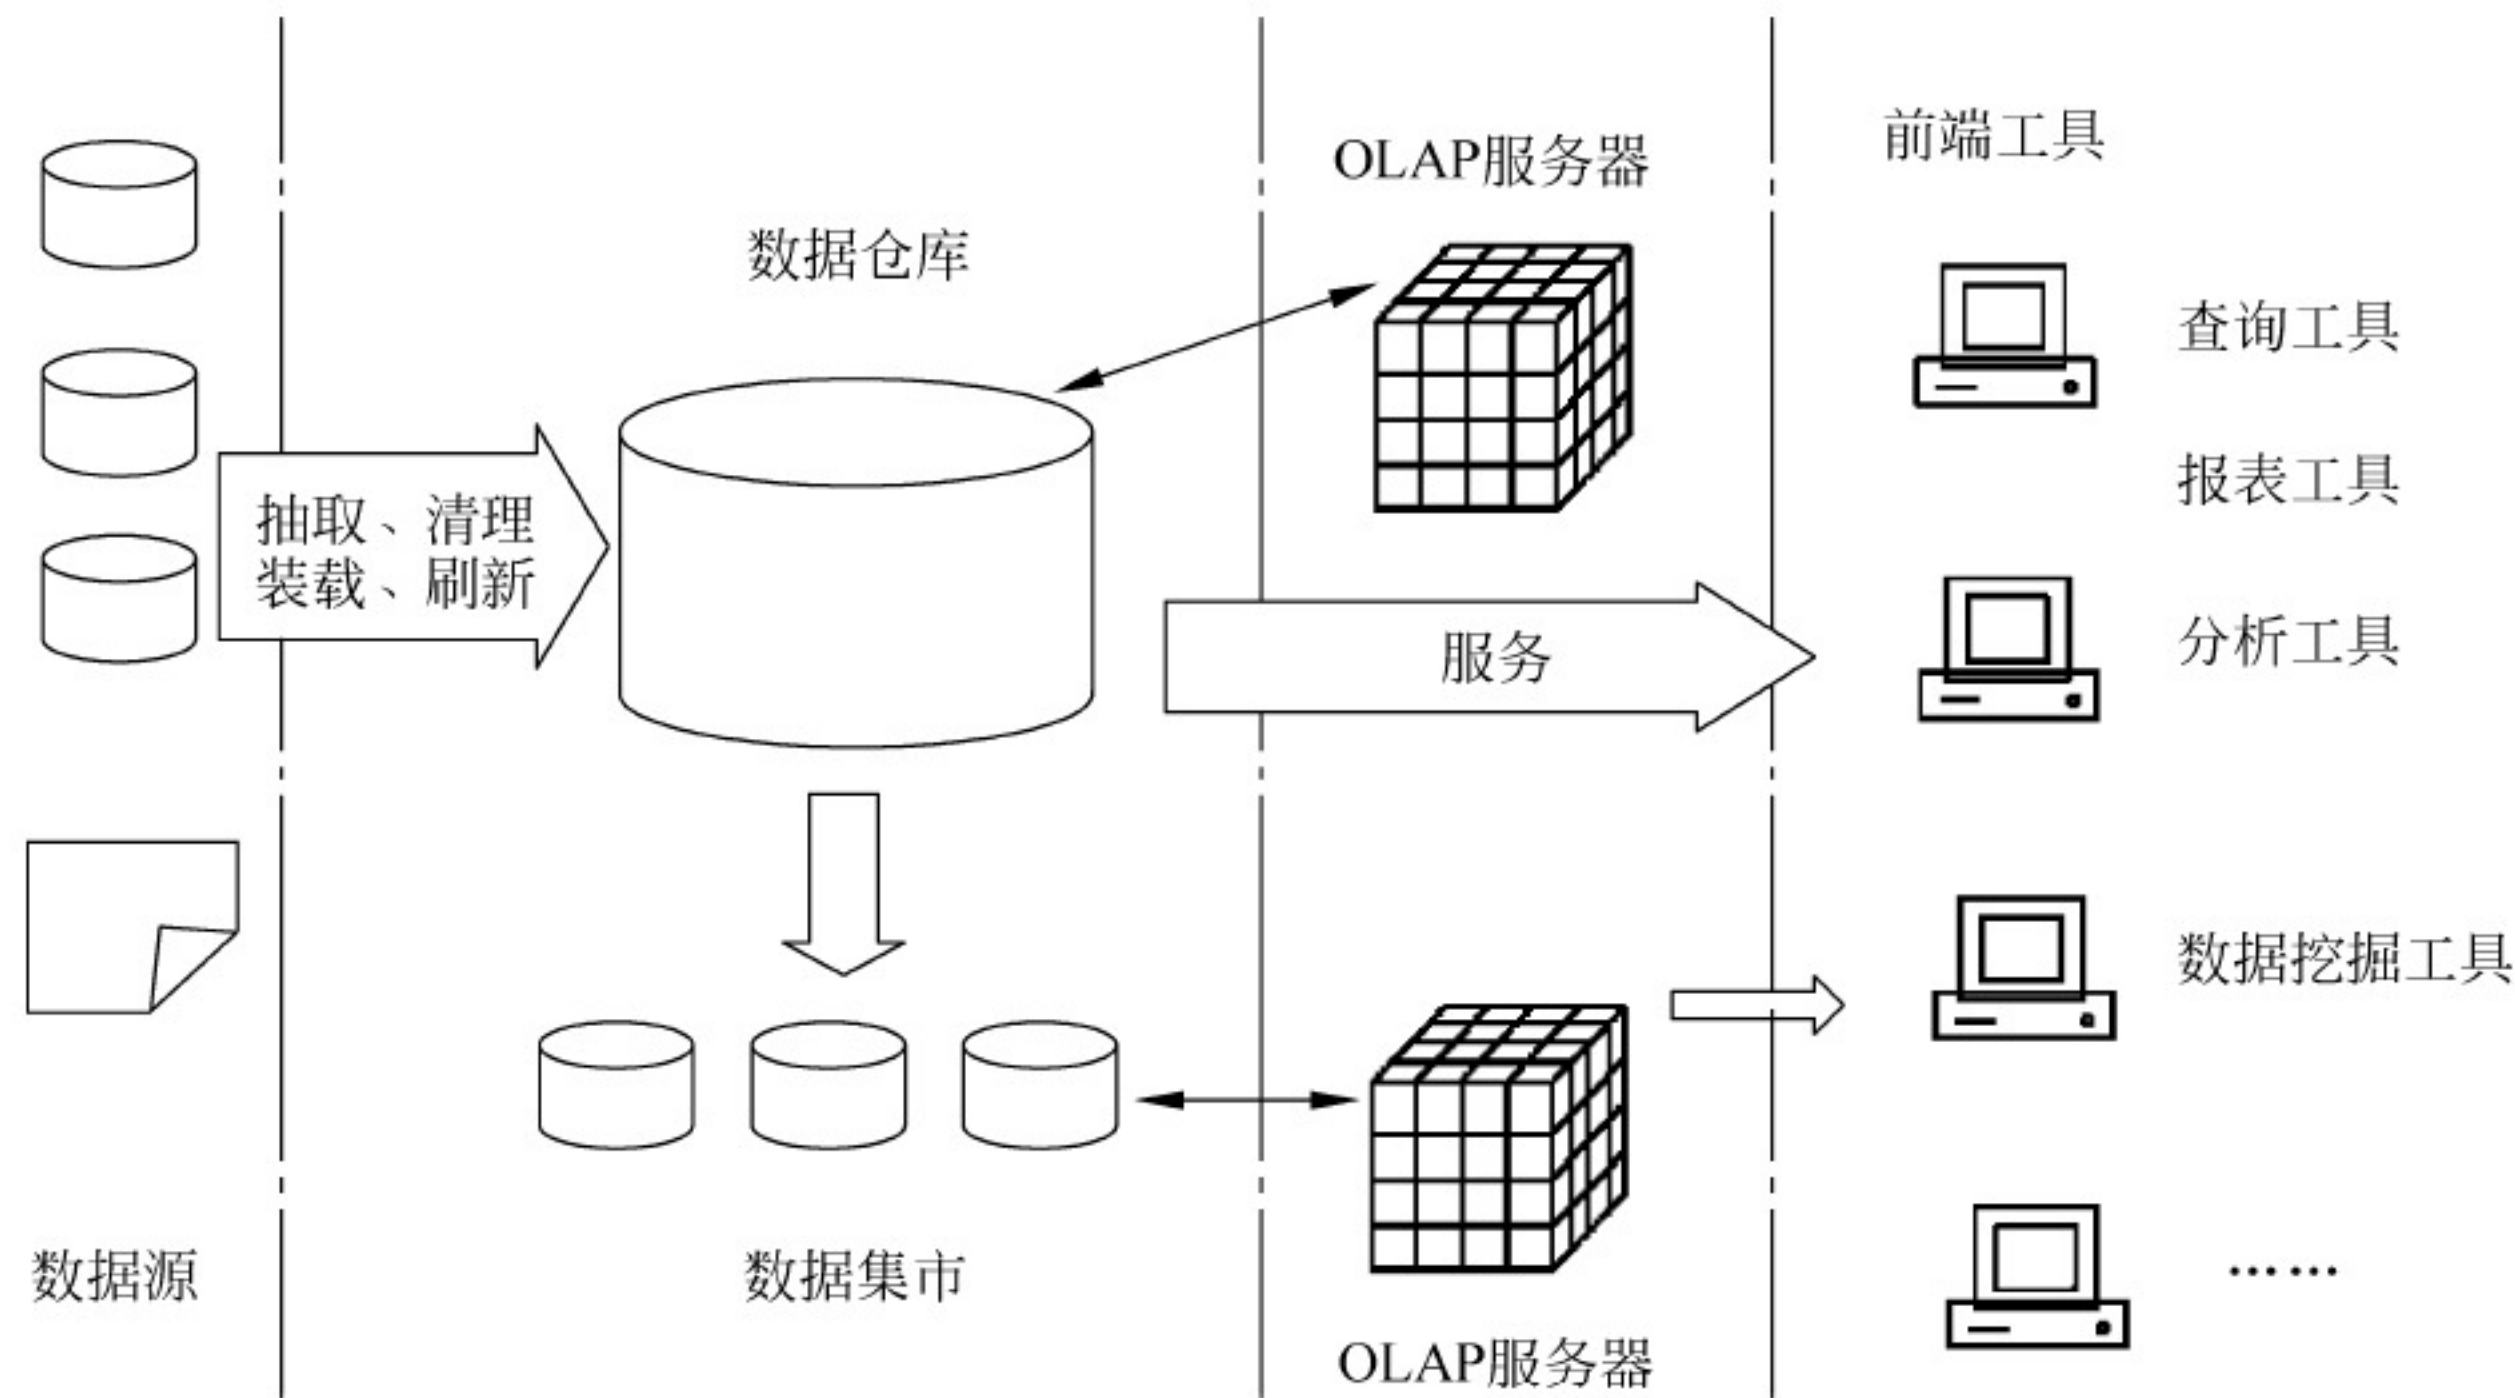 前端工具
OLAP服务器
数据仓库
查询工具
报表工具
抽取、清理
装载、刷新
服务
分析工具
数据挖掘工具
数据源
数据集市
……
OLAP服务器